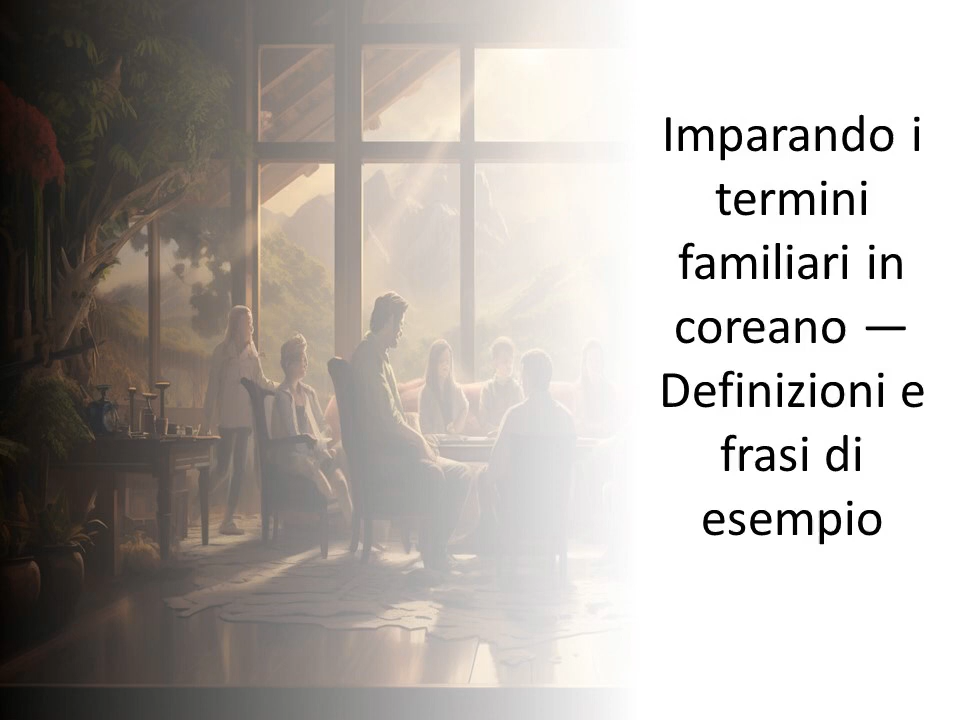 Imparando i
termini
familiari in
coreano —
Definizioni e
frasi di
esempio